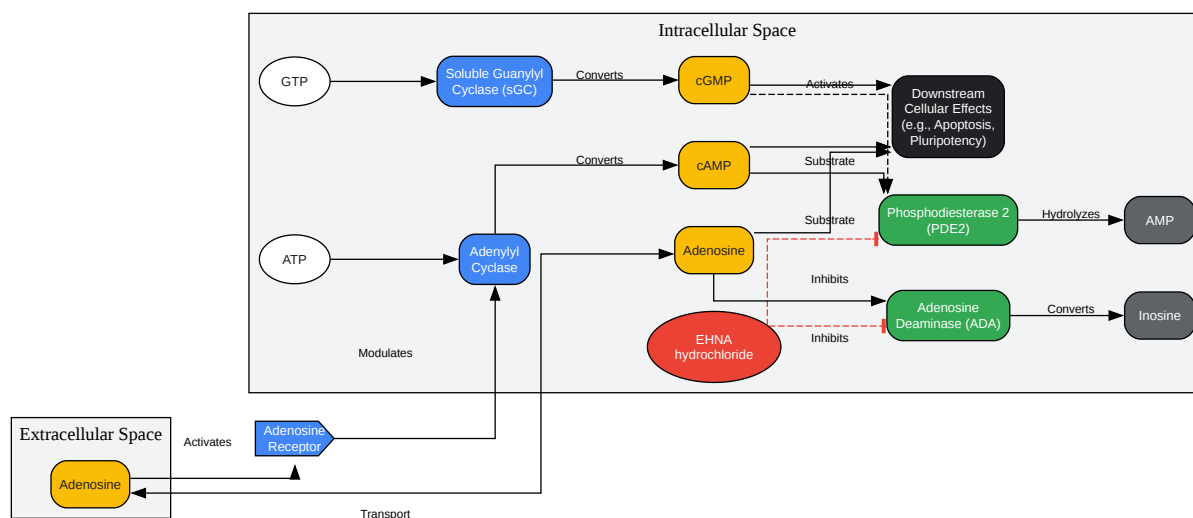 Intracellular Space
GTP
Soluble Guanylyl
Cyclase (sGC)
Converts
cGMP
Activates
Downstream
Cellular Effects
(e.g., Apoptosis,
Pluripotency)
Converts
cAMP
Substrate
Substrate
Phosphodiesterase 2
(PDE2)
Hydrolyzes
AMP
ATP
Adenylyl
Cyclase
Adenosine
Inhibits
Adenosine
Deaminase (ADA)
Converts
Inosine
EHNA
hydrochloride
Inhibits
Modulates
Extracellular Space
Activates
Adenosine
Receptor
Adenosine
Transport